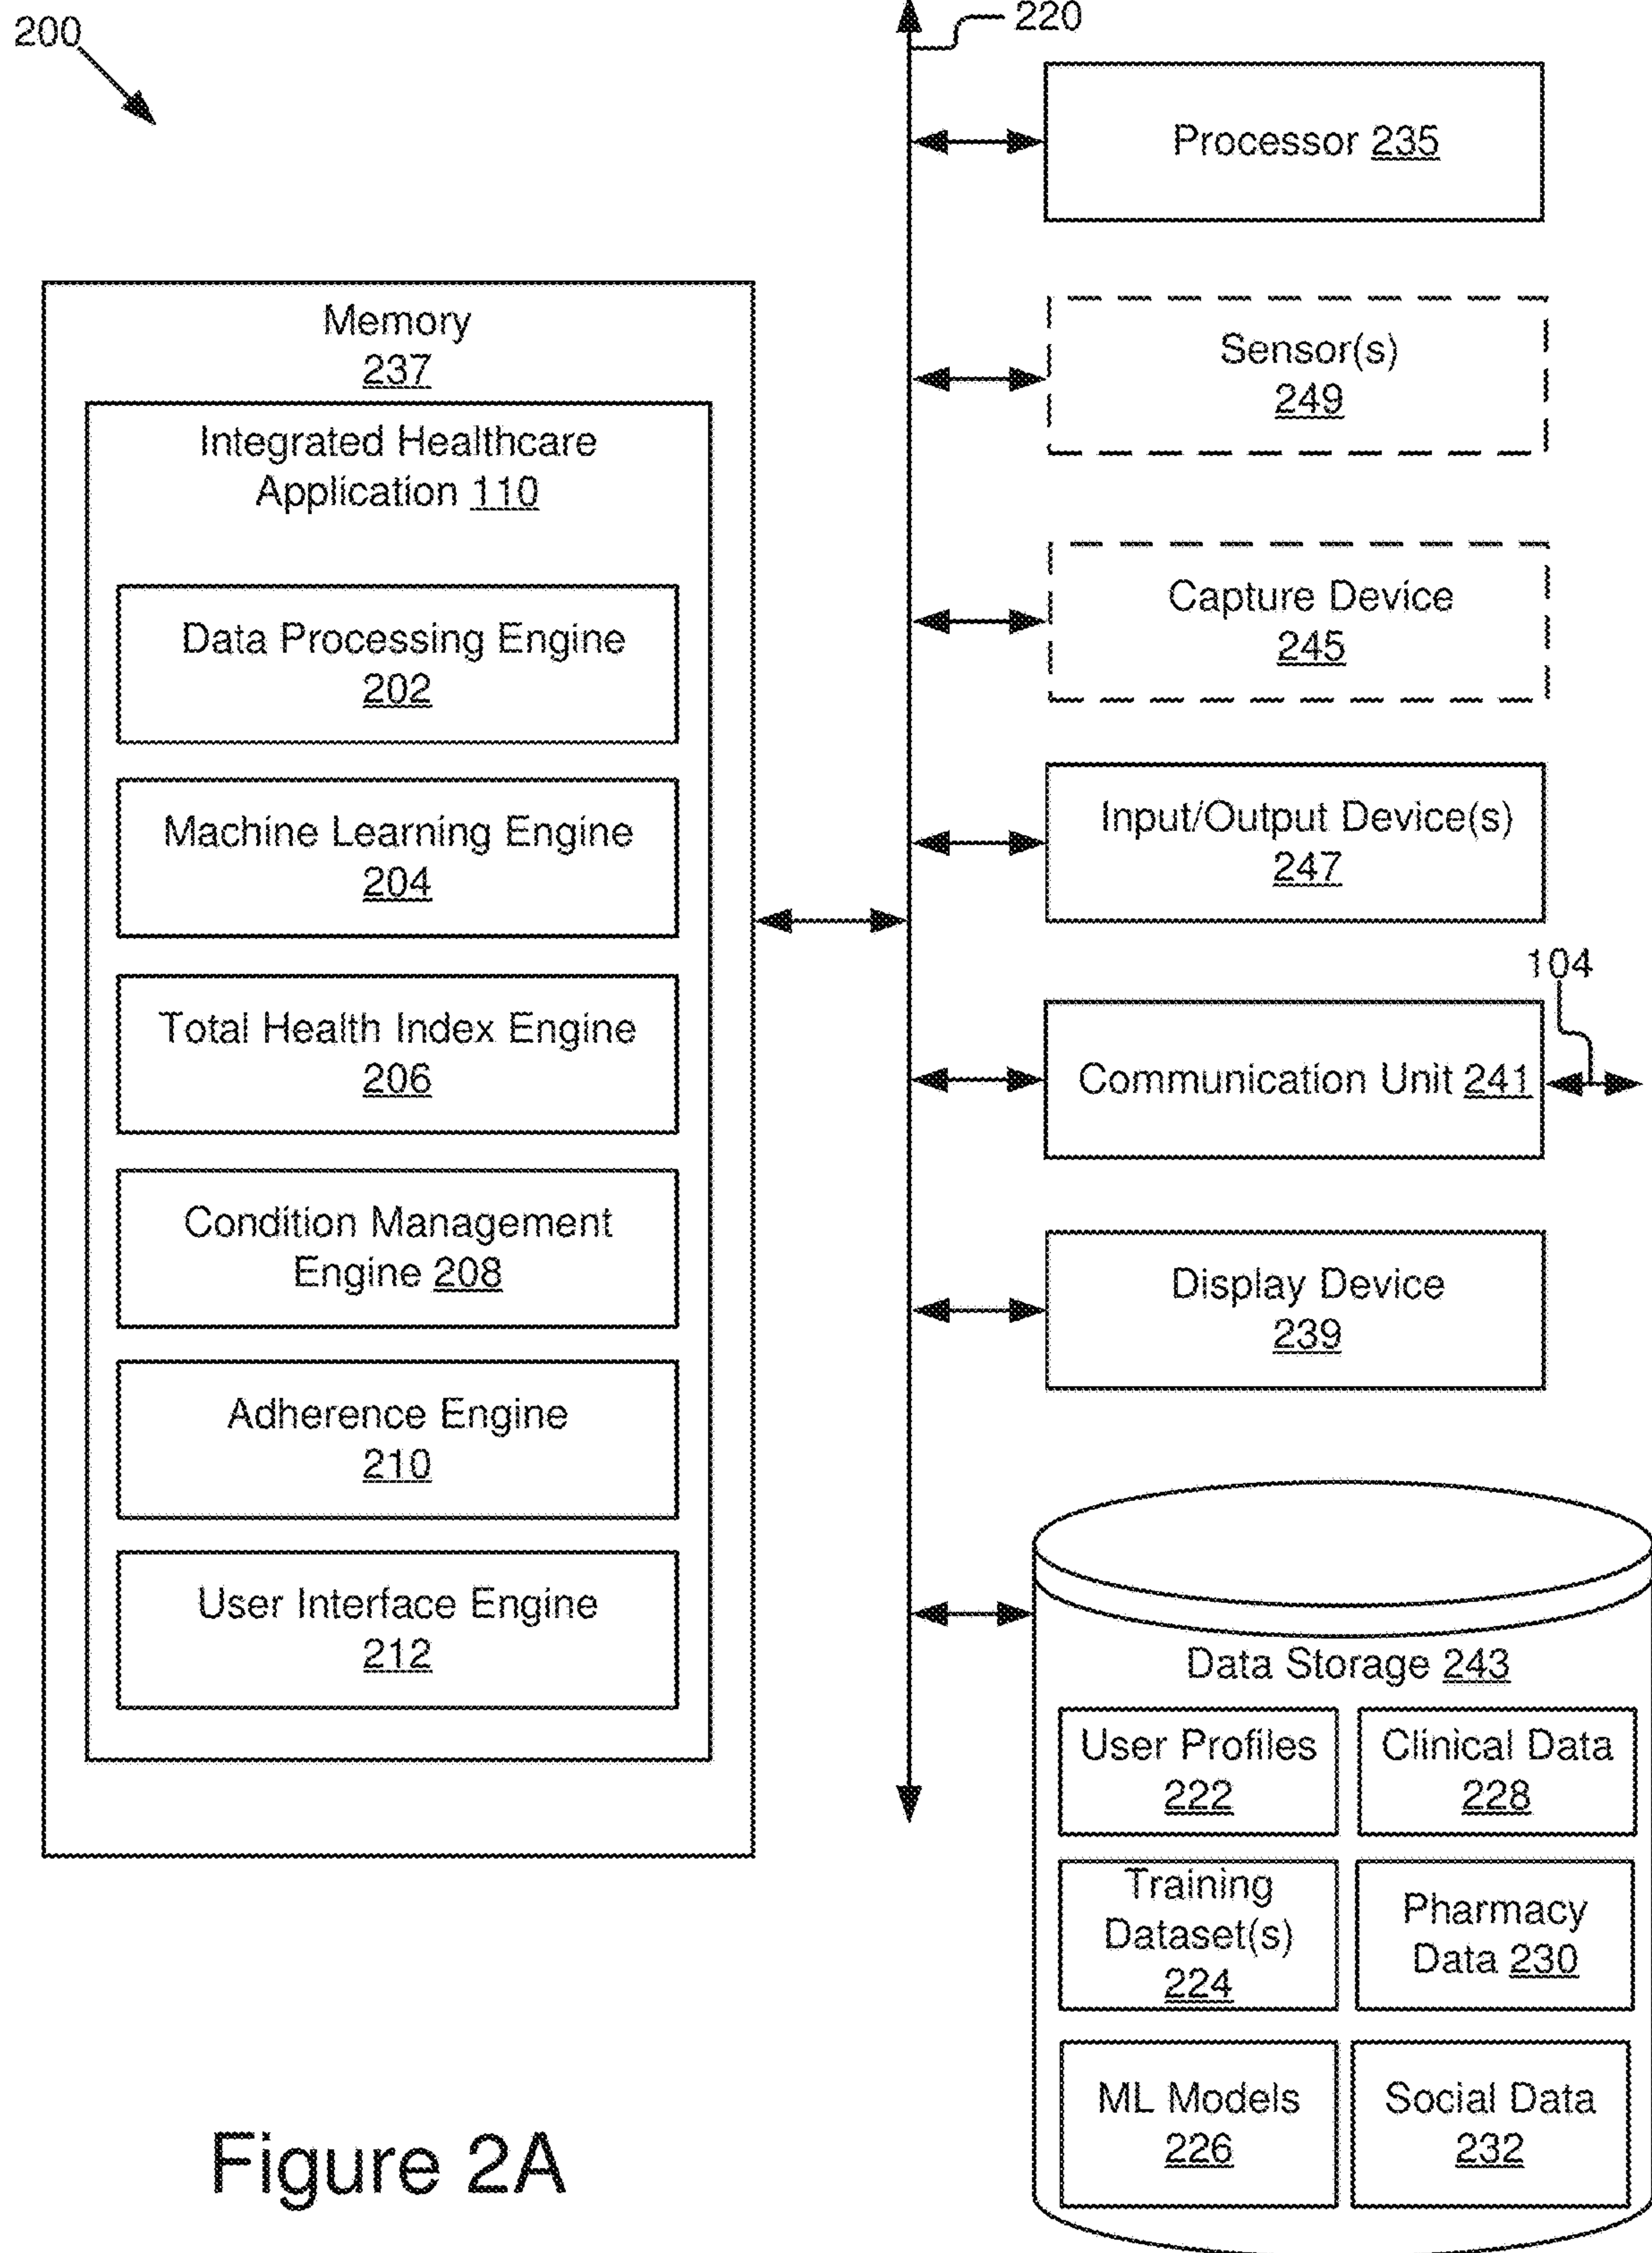 200
220
Processor 235
Memory
237
Sensor(s)
249
Integrated Healthcare
Application 110
Data Processing Engine
202
Machine Learning Engine
204
Total Health Index Engine
206
Condition Management
Engine 208
Adherence Engine
210
User Interface Engine
212
Capture Device
245
Input/Output Device(s)
247
104
Communication Unit 241
Display Device
239
Data Storage 243
User Profiles
222
Clinical Data
228
Training
Dataset(s)
224
Pharmacy
Data 230
ML Models
226
Social Data
232
Figure 2A